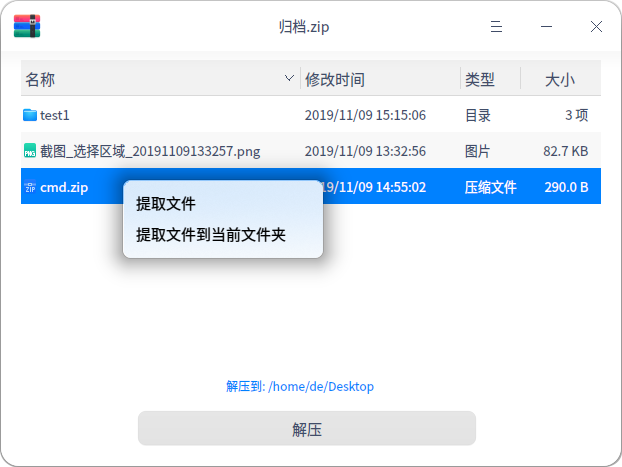 归档.zip
名称 修改时间 类型 大小
test1 2019/11/09 15:15:06 目录 3 项
PNG 截图_选择区域_20191109133257.png 2019/11/09 13:32:56 图片 82.7 KB
ZIP cmd.zip 19/11/09 14:55:02 压缩文件 290.0 B
提取文件
提取文件到当前文件夹
解压到: /home/de/Desktop
解压